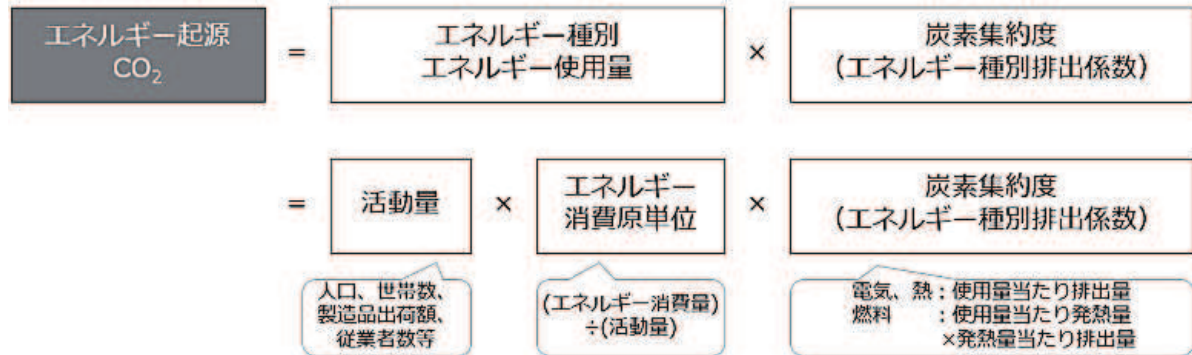 エネルギー起源
CO₂
=
エネルギー種別
エネルギー使用量
×
炭素集約度
(エネルギー種別排出係数)
=
活動量
×
エネルギー
消費原単位
×
炭素集約度
(エネルギー種別排出係数)
人口、世帯数、
製造品出荷額、
従業者数等
(エネルギー消費量)
÷(活動量)
電気、熱:使用量当たり排出量
燃料　　:使用量当たり発熱量
×発熱量当たり排出量